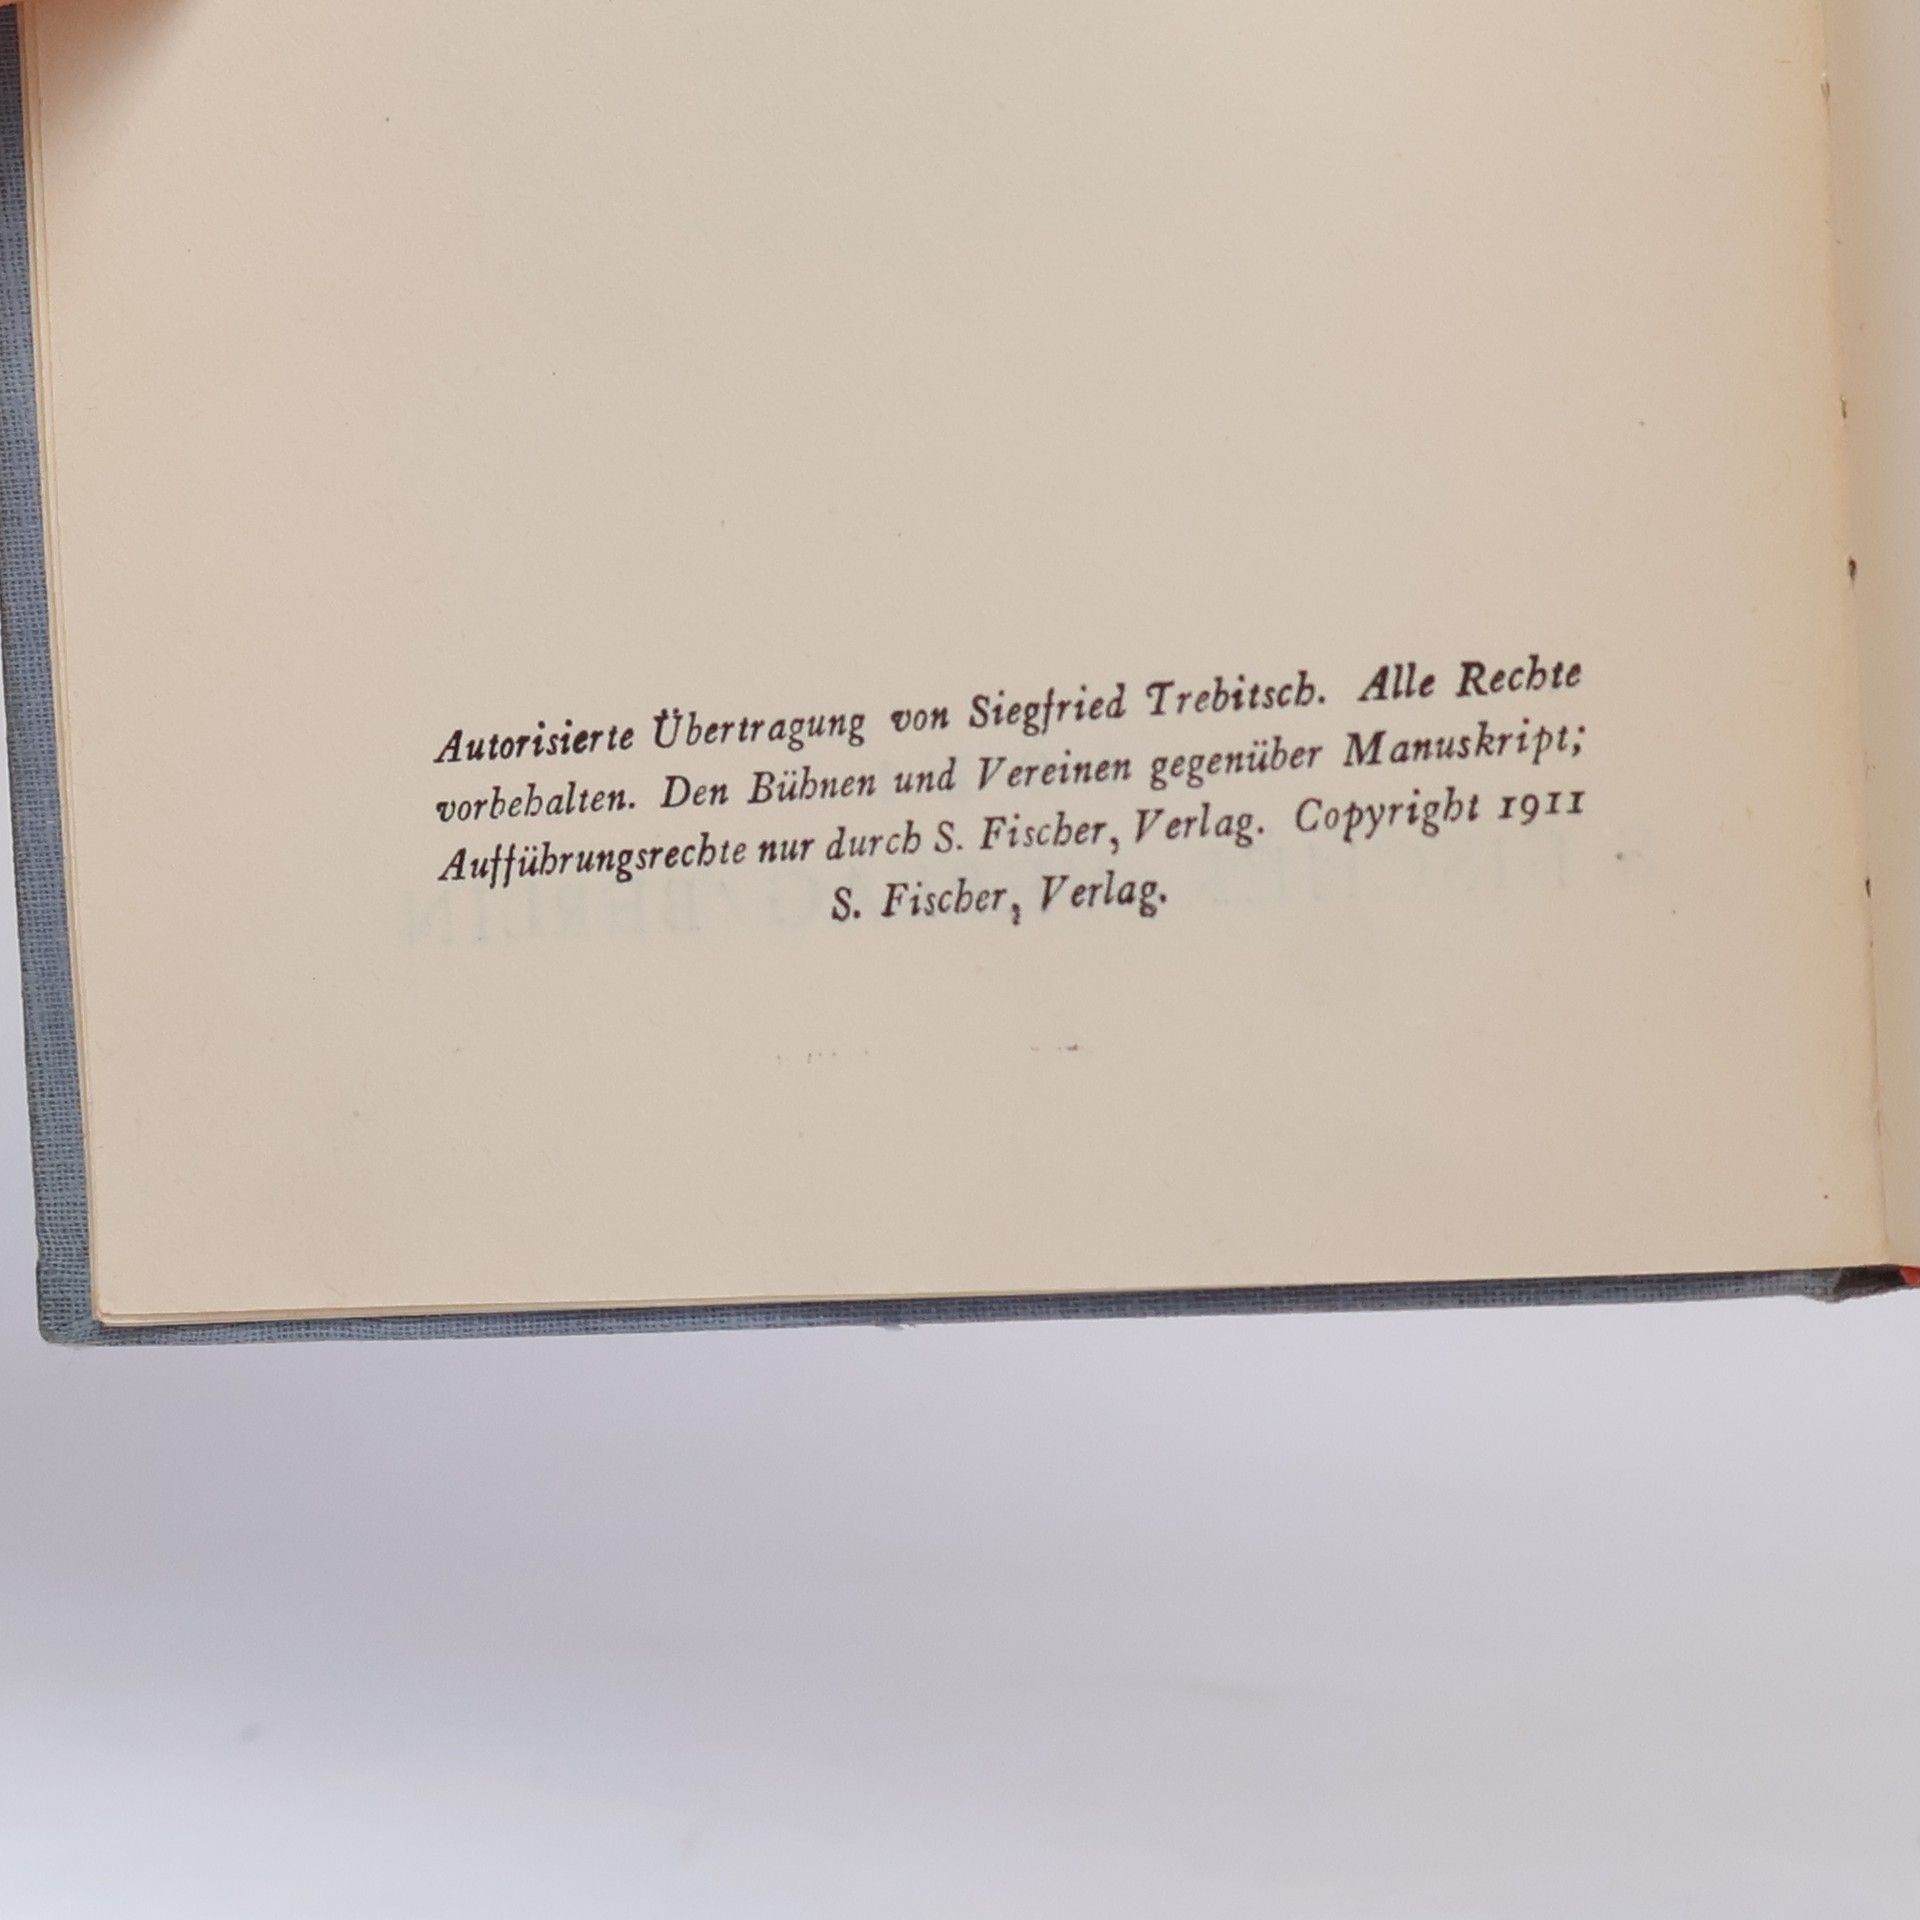 Autorisierte Übertragung von Siegfried Trebitsch. Alle Rechte
vorbehalten. Den Bühnen und Vereinen gegenüber Manuskript;
Aufführungsrechte nur durch S. Fischer, Verlag. Copyright 1911
S. Fischer, Verlag.